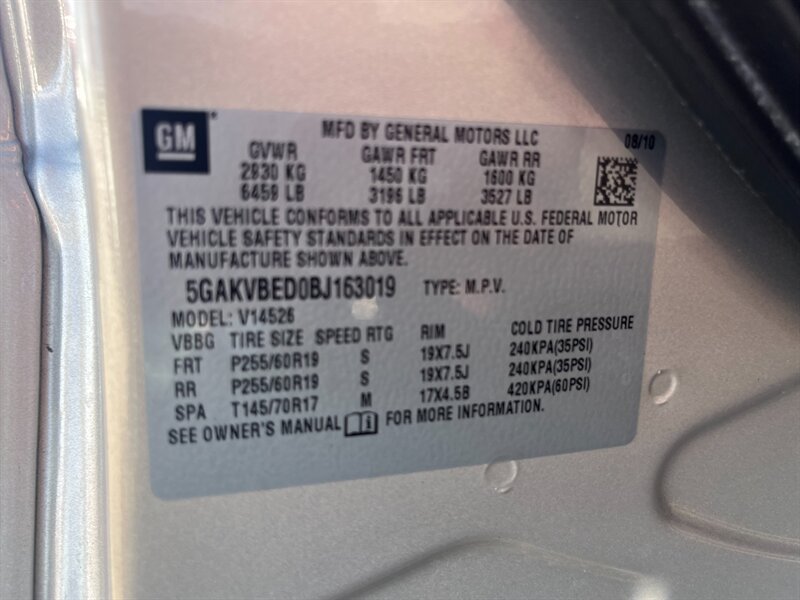 GM
MFD BY GENERAL MOTORS LLC 08/10
GVWR GAWR FRT GAWR RR
2930 KG 1450 KG 1600 KG
6459 LB 3196 LB 3527 LB
THIS VEHICLE CONFORMS TO ALL APPLICABLE U.S. FEDERAL MOTOR
VEHICLE SAFETY STANDARDS IN EFFECT ON THE DATE OF
MANUFACTURE SHOWN ABOVE.
5GAKVBED0BJ163019 TYPE: M.P.V.
MODEL: V14526
VBBG TIRE SIZE SPEED RTG RIM COLD TIRE PRESSURE
FRT P255/60R19 S 19X7.5J 240KPA(35PSI)
RR P255/60R19 S 19X7.5J 240KPA(35PSI)
SPA T145/70R17 M 17X4.5B 420KPA(60PSI)
SEE OWNER'S MANUAL i FOR MORE INFORMATION.